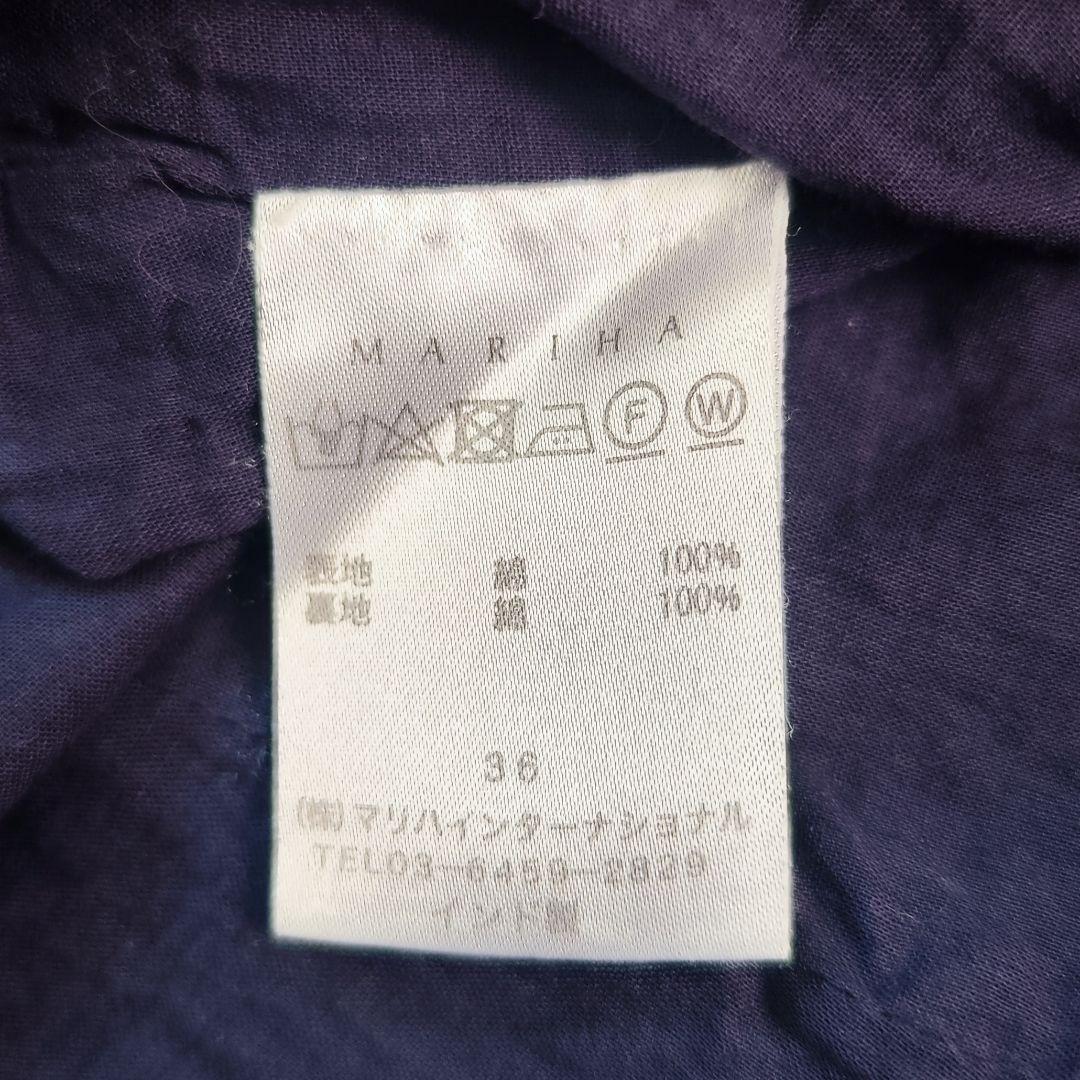 MARIHA
F W
表地 綿 100%
裏地 綿 100%
36
(株)マリハインターナショナル
TEL03-6459-2829
インド製